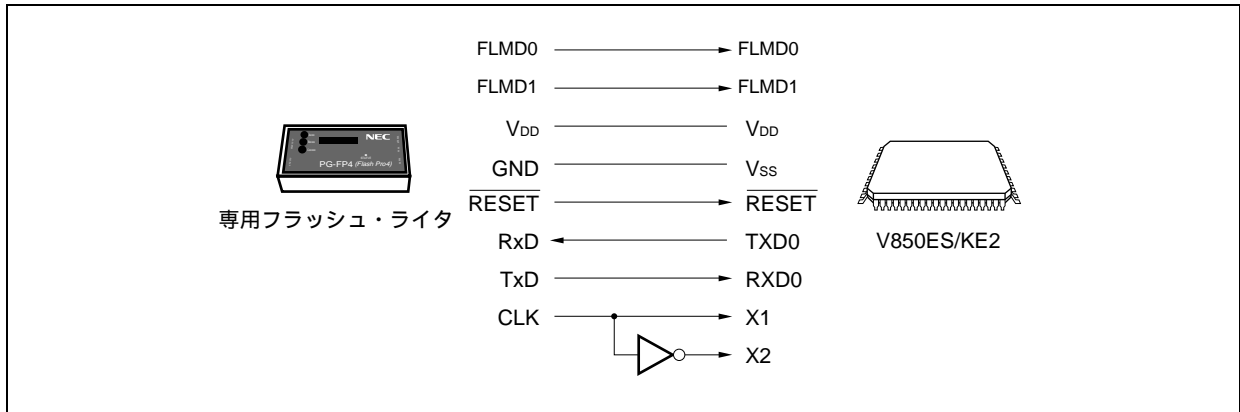 FLMD0 FLMD0
FLMD1 FLMD1
VDD VDD
GND VSS
RESET RESET
RxD TXD0
TxD RXD0
CLK X1
X2
NEC
PG-FP4 (Flash Pro4)
専用フラッシュ・ライタ
V850ES/KE2